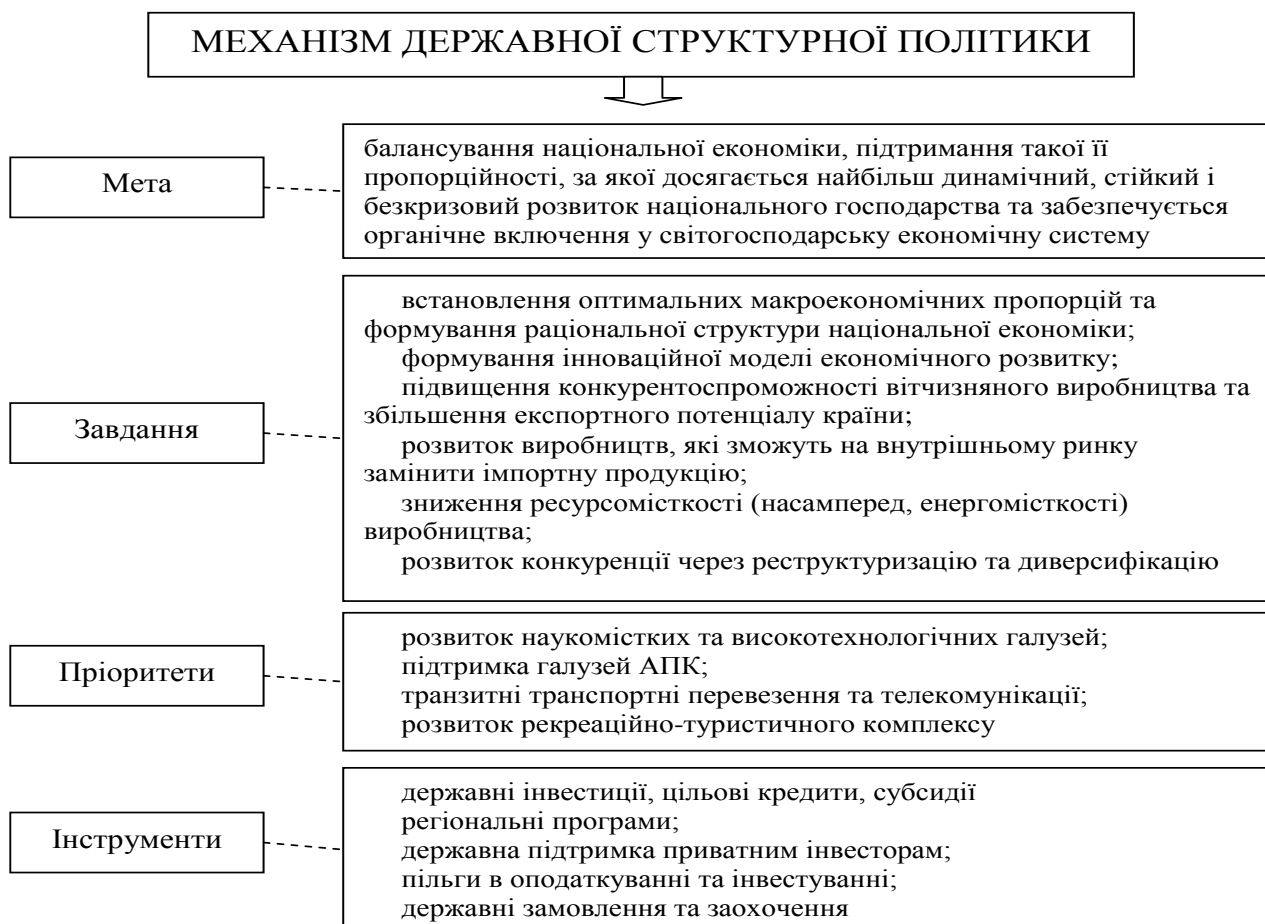 МЕХАНІЗМ ДЕРЖАВНОЇ СТРУКТУРНОЇ ПОЛІТИКИ
Мета
балансування національної економіки, підтримання такої її
пропорційності, за якої досягається найбільш динамічний, стійкий і
безкризовий розвиток національного господарства та забезпечується
органічне включення у світогосподарську економічну систему
Завдання
встановлення оптимальних макроекономічних пропорцій та
формування раціональної структури національної економіки;
формування інноваційної моделі економічного розвитку;
підвищення конкурентоспроможності вітчизняного виробництва та
збільшення експортного потенціалу країни;
розвиток виробництв, які зможуть на внутрішньому ринку
замінити імпортну продукцію;
зниження ресурсомісткості (насамперед, енергомісткості)
виробництва;
розвиток конкуренції через реструктуризацію та диверсифікацію
Пріоритети
розвиток наукомістких та високотехнологічних галузей;
підтримка галузей АПК;
транзитні транспортні перевезення та телекомунікації;
розвиток рекреаційно-туристичного комплексу
Інструменти
державні інвестиції, цільові кредити, субсидії
регіональні програми;
державна підтримка приватним інвесторам;
пільги в оподаткуванні та інвестуванні;
державні замовлення та заохочення